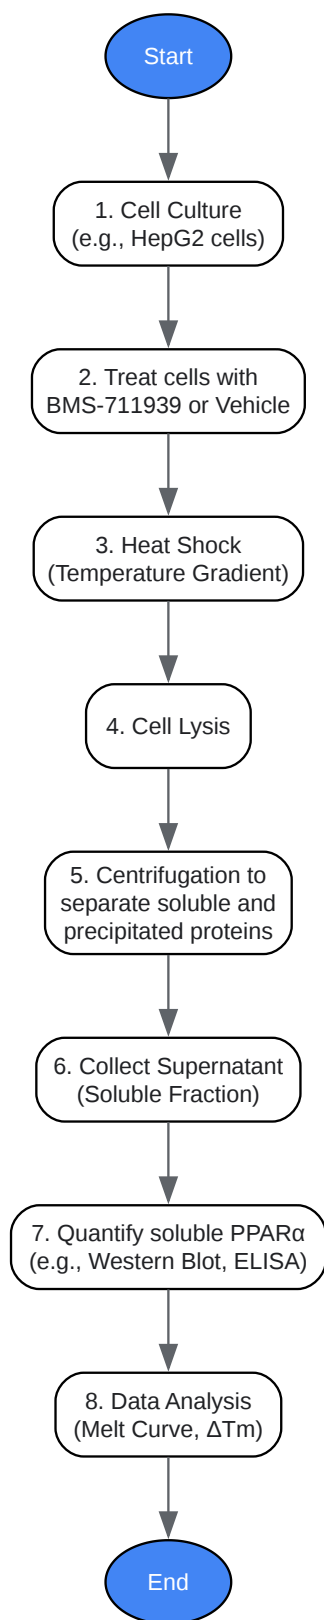 Start
1. Cell Culture
(e.g., HepG2 cells)
2. Treat cells with
BMS-711939 or Vehicle
3. Heat Shock
(Temperature Gradient)
4. Cell Lysis
5. Centrifugation to
separate soluble and
precipitated proteins
6. Collect Supernatant
(Soluble Fraction)
7. Quantify soluble PPARα
(e.g., Western Blot, ELISA)
8. Data Analysis
(Melt Curve, ΔTm)
End